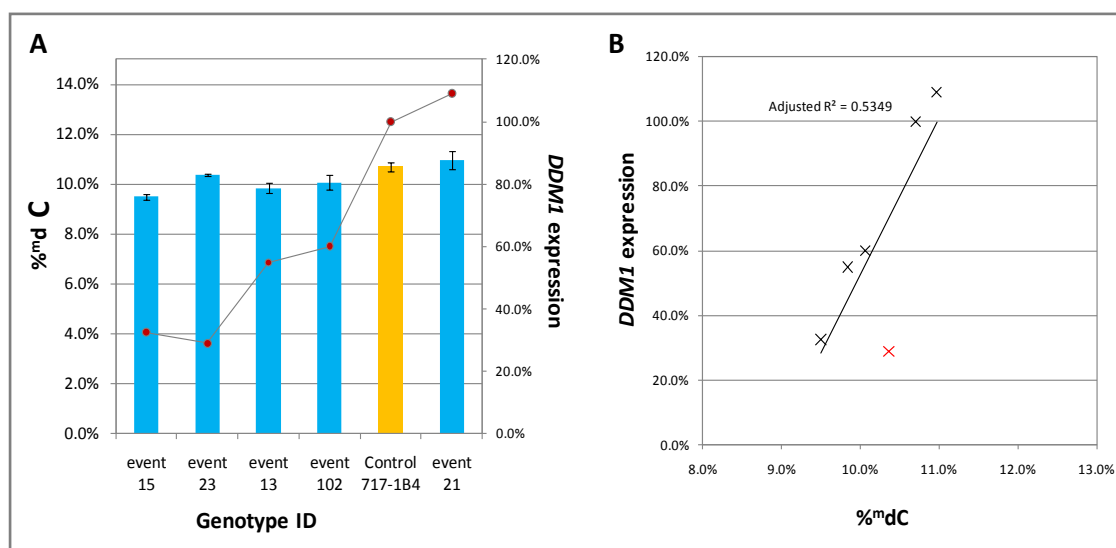 A
14.0%
12.0%
10.0%
8.0%
6.0%
4.0%
2.0%
0.0%
%ᵐd C
120.0%
100.0%
80.0%
60.0%
40.0%
20.0%
0.0%
DDM1 expression
event 15
event 23
event 13
event 102
Control 717-1B4
event 21
Genotype ID
B
120.0%
100.0%
80.0%
60.0%
40.0%
20.0%
0.0%
DDM1 expression
Adjusted R² = 0.5349
8.0% 9.0% 10.0% 11.0% 12.0% 13.0%
%ᵐdC